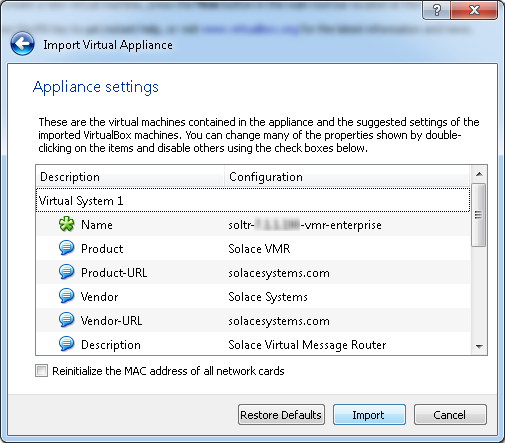 Import Virtual Appliance
Appliance settings
These are the virtual machines contained in the appliance and the suggested settings of the
imported VirtualBox machines. You can change many of the properties shown by double-
clicking on the items and disable others using the check boxes below.
Description Configuration
Virtual System 1
Name soltr- -vmr-enterprise
Product Solace VMR
Product-URL solacesystems.com
Vendor Solace Systems
Vendor-URL solacesystems.com
Description Solace Virtual Message Router
Reinitialize the MAC address of all network cards
Restore Defaults Import Cancel